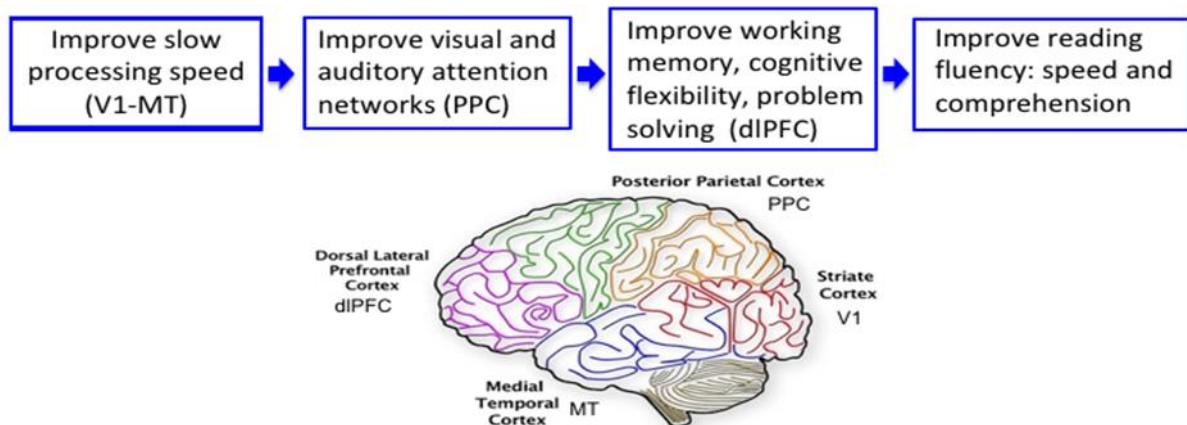 Improve slow
processing speed
(V1-MT)
Improve visual and
auditory attention
networks (PPC)
Improve working
memory, cognitive
flexibility, problem
solving (dlPFC)
Improve reading
fluency: speed and
comprehension
Posterior Parietal Cortex
PPC
Dorsal Lateral
Prefrontal
Cortex
dlPFC
Striate
Cortex
V1
Medial
Temporal
Cortex
MT